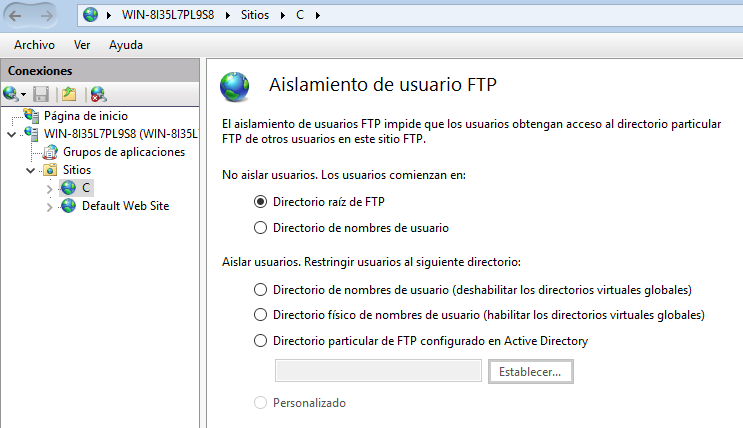 WIN-8I35L7PL9S8 Sitios C
Archivo Ver Ayuda
Conexiones
Página de inicio
WIN-8I35L7PL9S8 (WIN-8I35L
Grupos de aplicaciones
Sitios
C
Default Web Site
Aislamiento de usuario FTP
El aislamiento de usuarios FTP impide que los usuarios obtengan acceso al directorio particular
FTP de otros usuarios en este sitio FTP.
No aislar usuarios. Los usuarios comienzan en:
Directorio raíz de FTP
Directorio de nombres de usuario
Aislar usuarios. Restringir usuarios al siguiente directorio:
Directorio de nombres de usuario (deshabilitar los directorios virtuales globales)
Directorio físico de nombres de usuario (habilitar los directorios virtuales globales)
Directorio particular de FTP configurado en Active Directory
Establecer...
Personalizado